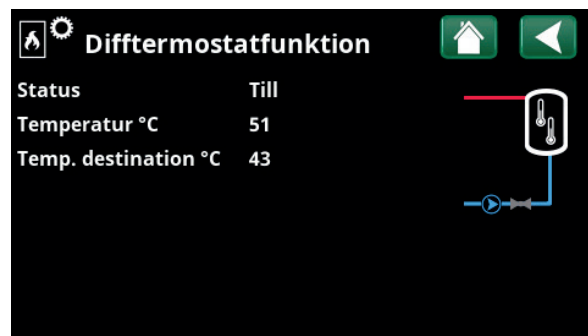 Difftermostatfunktion
Status Till
Temperatur °C 51
Temp. destination °C 43